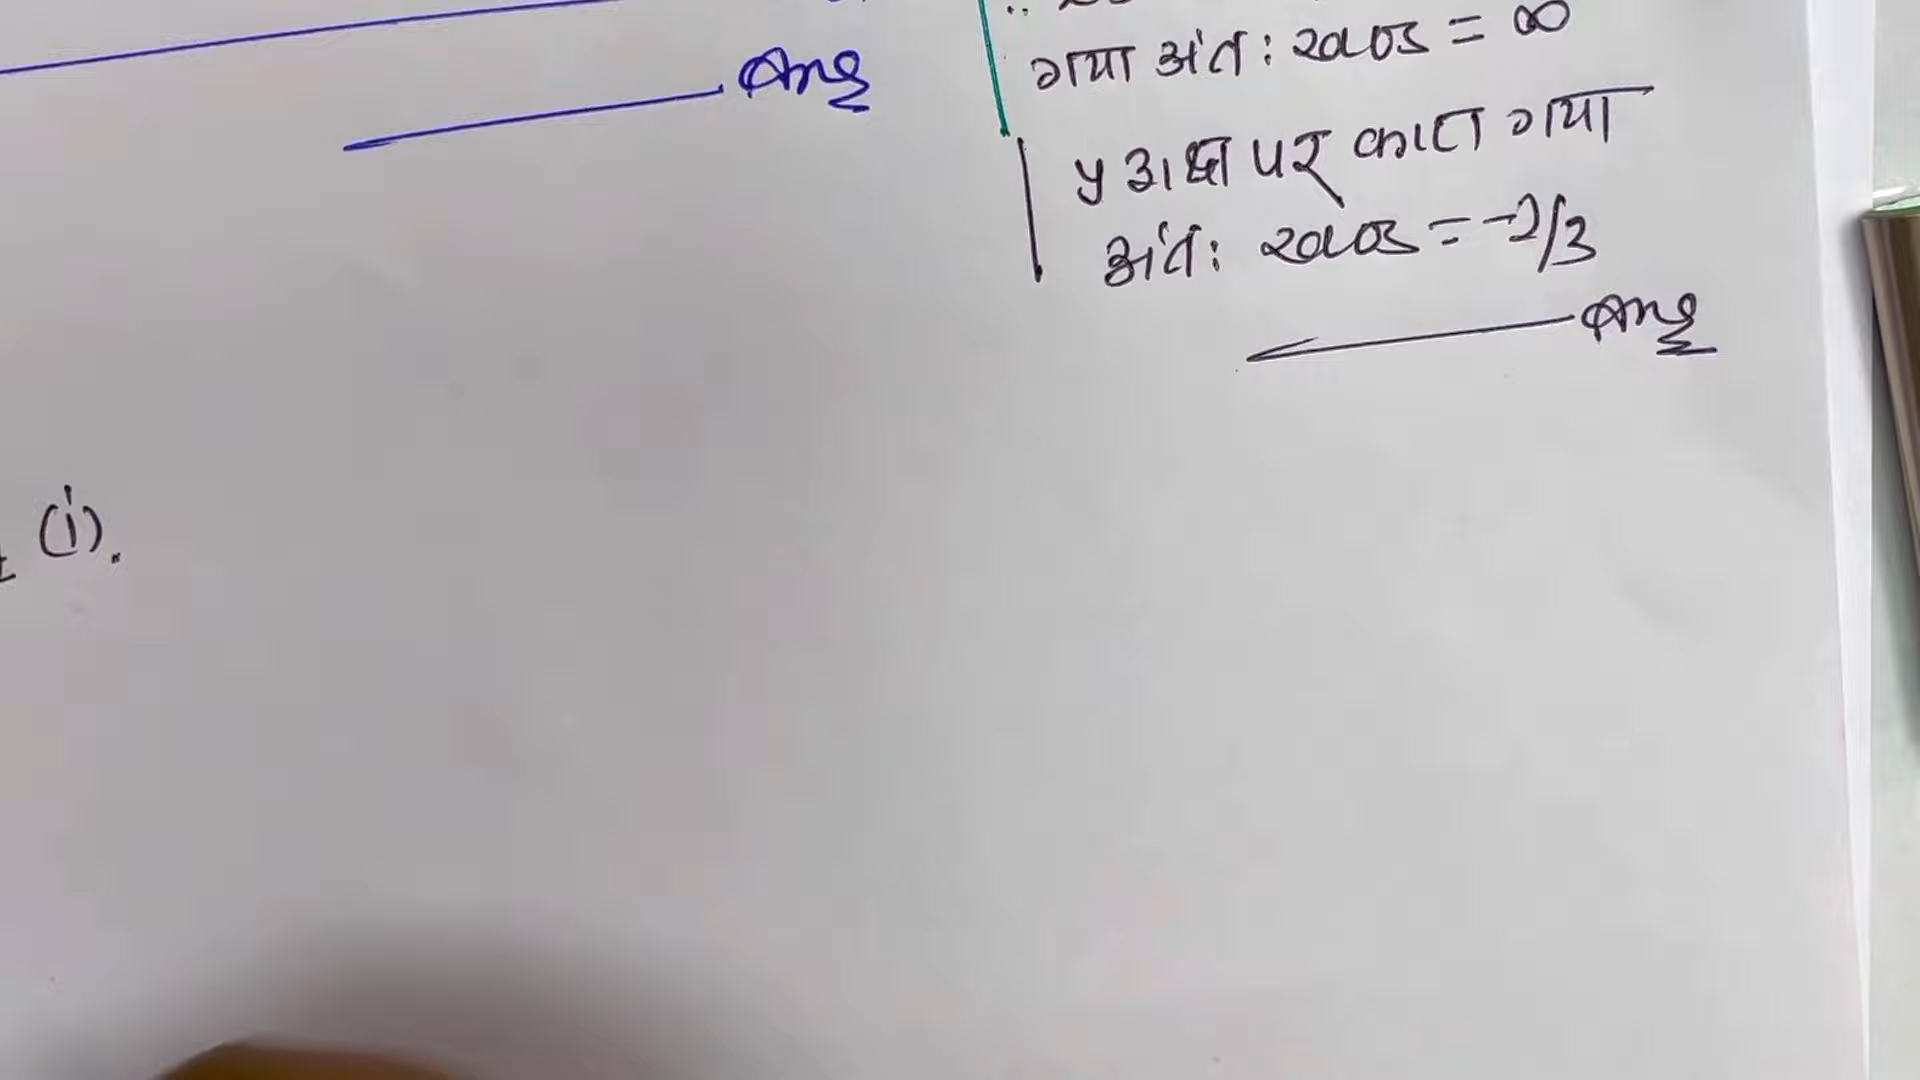 Ans
गया अंत: खण्ड = ∞
y अक्ष पर काटा गया
अंत: खण्ड = -2/3
Ans
(i).